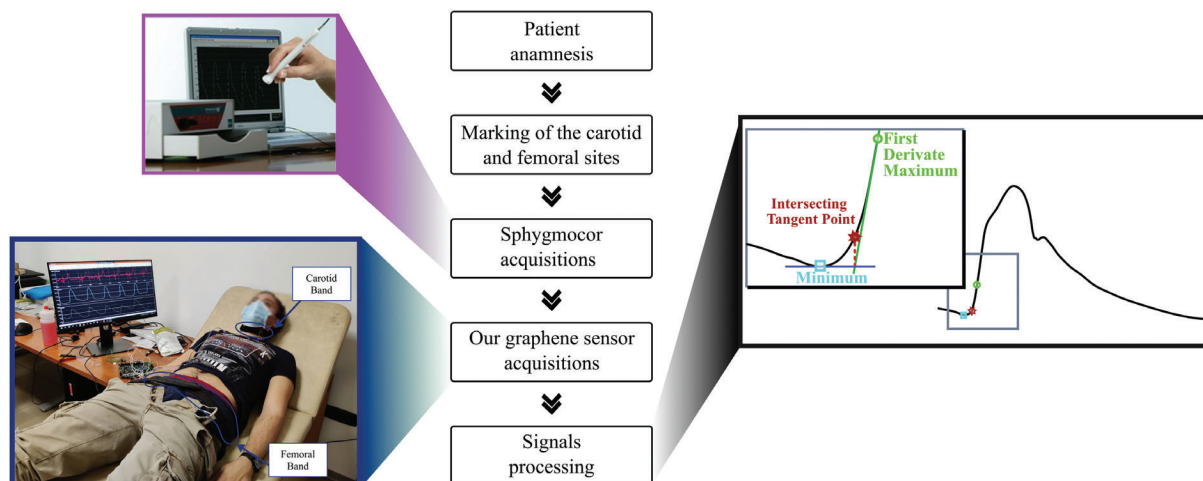 Patient
anamnesis
Marking of the carotid
and femoral sites
Sphygmocor
acquisitions
Our graphene sensor
acquisitions
Signals
processing
Carotid
Band
Femoral
Band
First
Derivate
Maximum
Intersecting
Tangent Point
Minimum